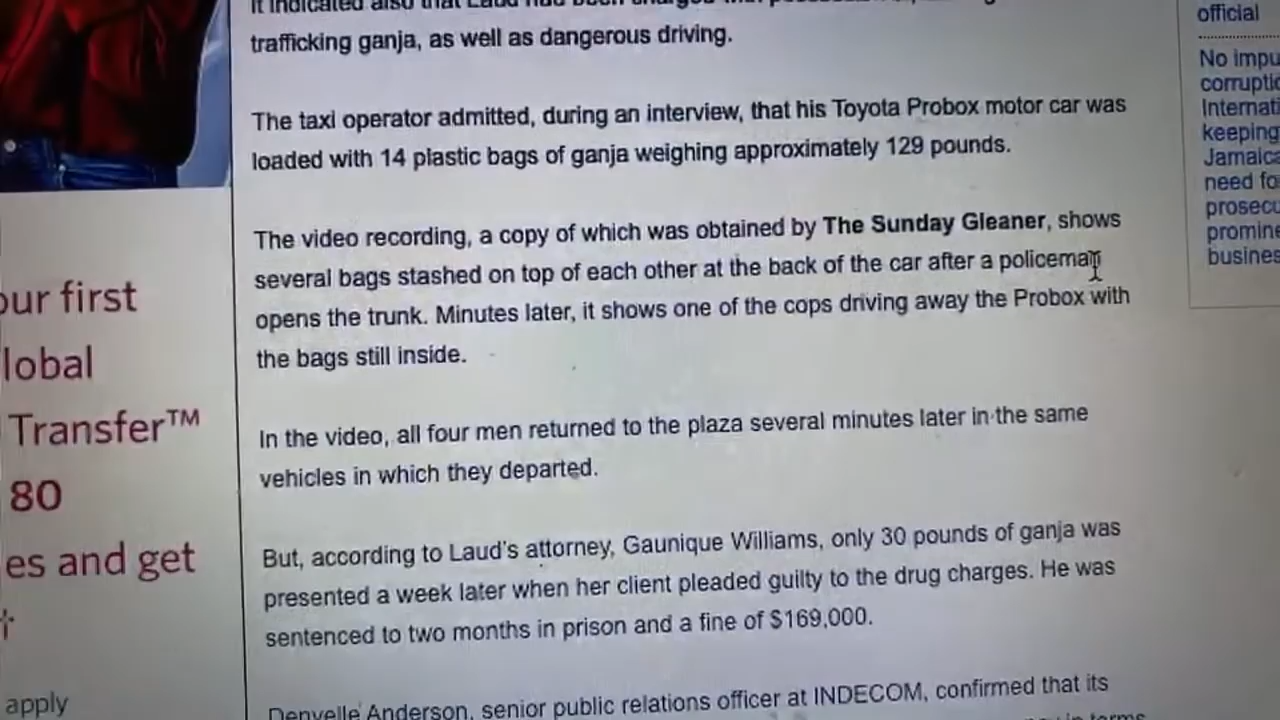 It indicated also that Laud had been charged with
trafficking ganja, as well as dangerous driving.
The taxi operator admitted, during an interview, that his Toyota Probox motor car was
loaded with 14 plastic bags of ganja weighing approximately 129 pounds.
The video recording, a copy of which was obtained by The Sunday Gleaner, shows
several bags stashed on top of each other at the back of the car after a policeman
opens the trunk. Minutes later, it shows one of the cops driving away the Probox with
the bags still inside.
In the video, all four men returned to the plaza several minutes later in the same
vehicles in which they departed.
But, according to Laud's attorney, Gaunique Williams, only 30 pounds of ganja was
presented a week later when her client pleaded guilty to the drug charges. He was
sentenced to two months in prison and a fine of $169,000.
Denvelle Anderson, senior public relations officer at INDECOM, confirmed that its
in terms
our first
lobal
Transfer™
80
es and get
apply
official
No impu
corruptio
Internati
keeping
Jamaica
need fo
prosecu
promine
busines